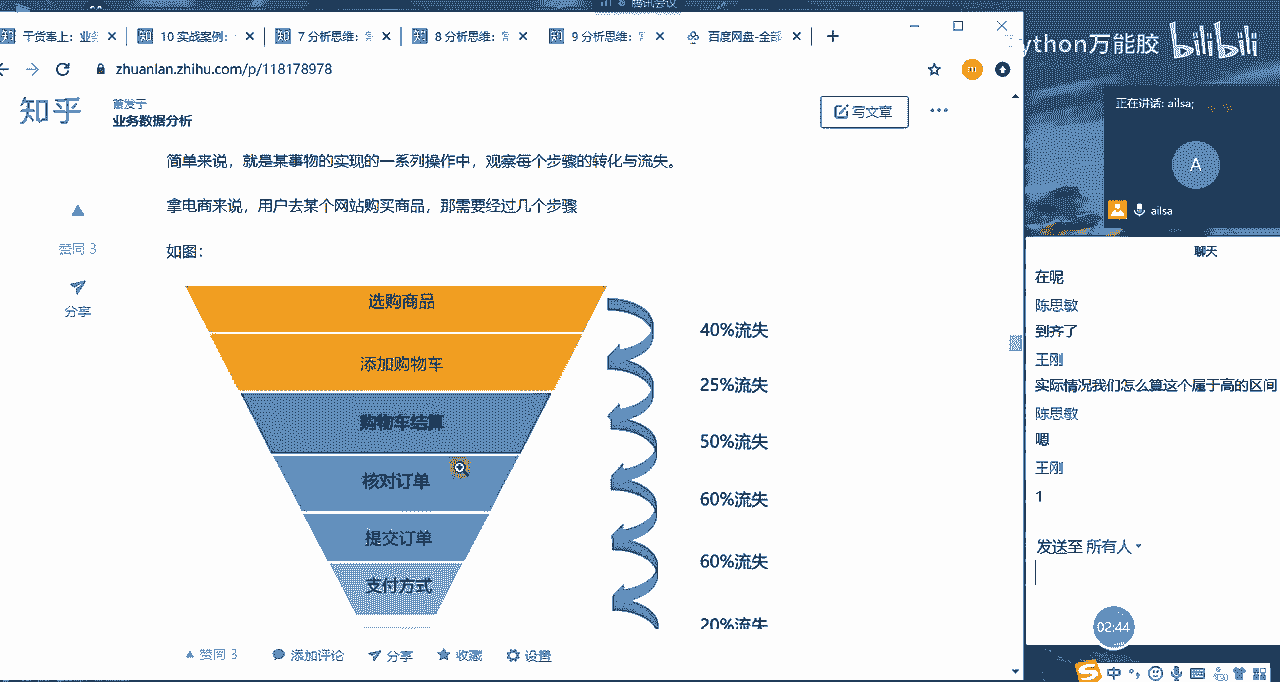 腾讯会议
干货率上：业务
10 实战案例：
7 分析思维：
8 分析思维：
9 分析思维：
百度网盘-全部
zhuanlan.zhihu.com/p/118178978
ython万能胶 bilibili
知乎
首发于
业务数据分析
写文章
正在讲话: ailsa;
A
ailsa
简单来说，就是某事物的实现的一系列操作中，观察每个步骤的转化与流失。
拿电商来说，用户去某个网站购买商品，那需要经过几个步骤
如图：
赞同 3
分享
选购商品
添加购物车
购物车结算
核对订单
提交订单
支付方式
40%流失
25%流失
50%流失
60%流失
60%流失
20%流失
赞同 3
添加评论
分享
收藏
设置
聊天
在呢
陈思敏
到齐了
王刚
实际情况我们怎么算这个属于高的区间
陈思敏
嗯
王刚
1
发送至 所有人
02:44
中